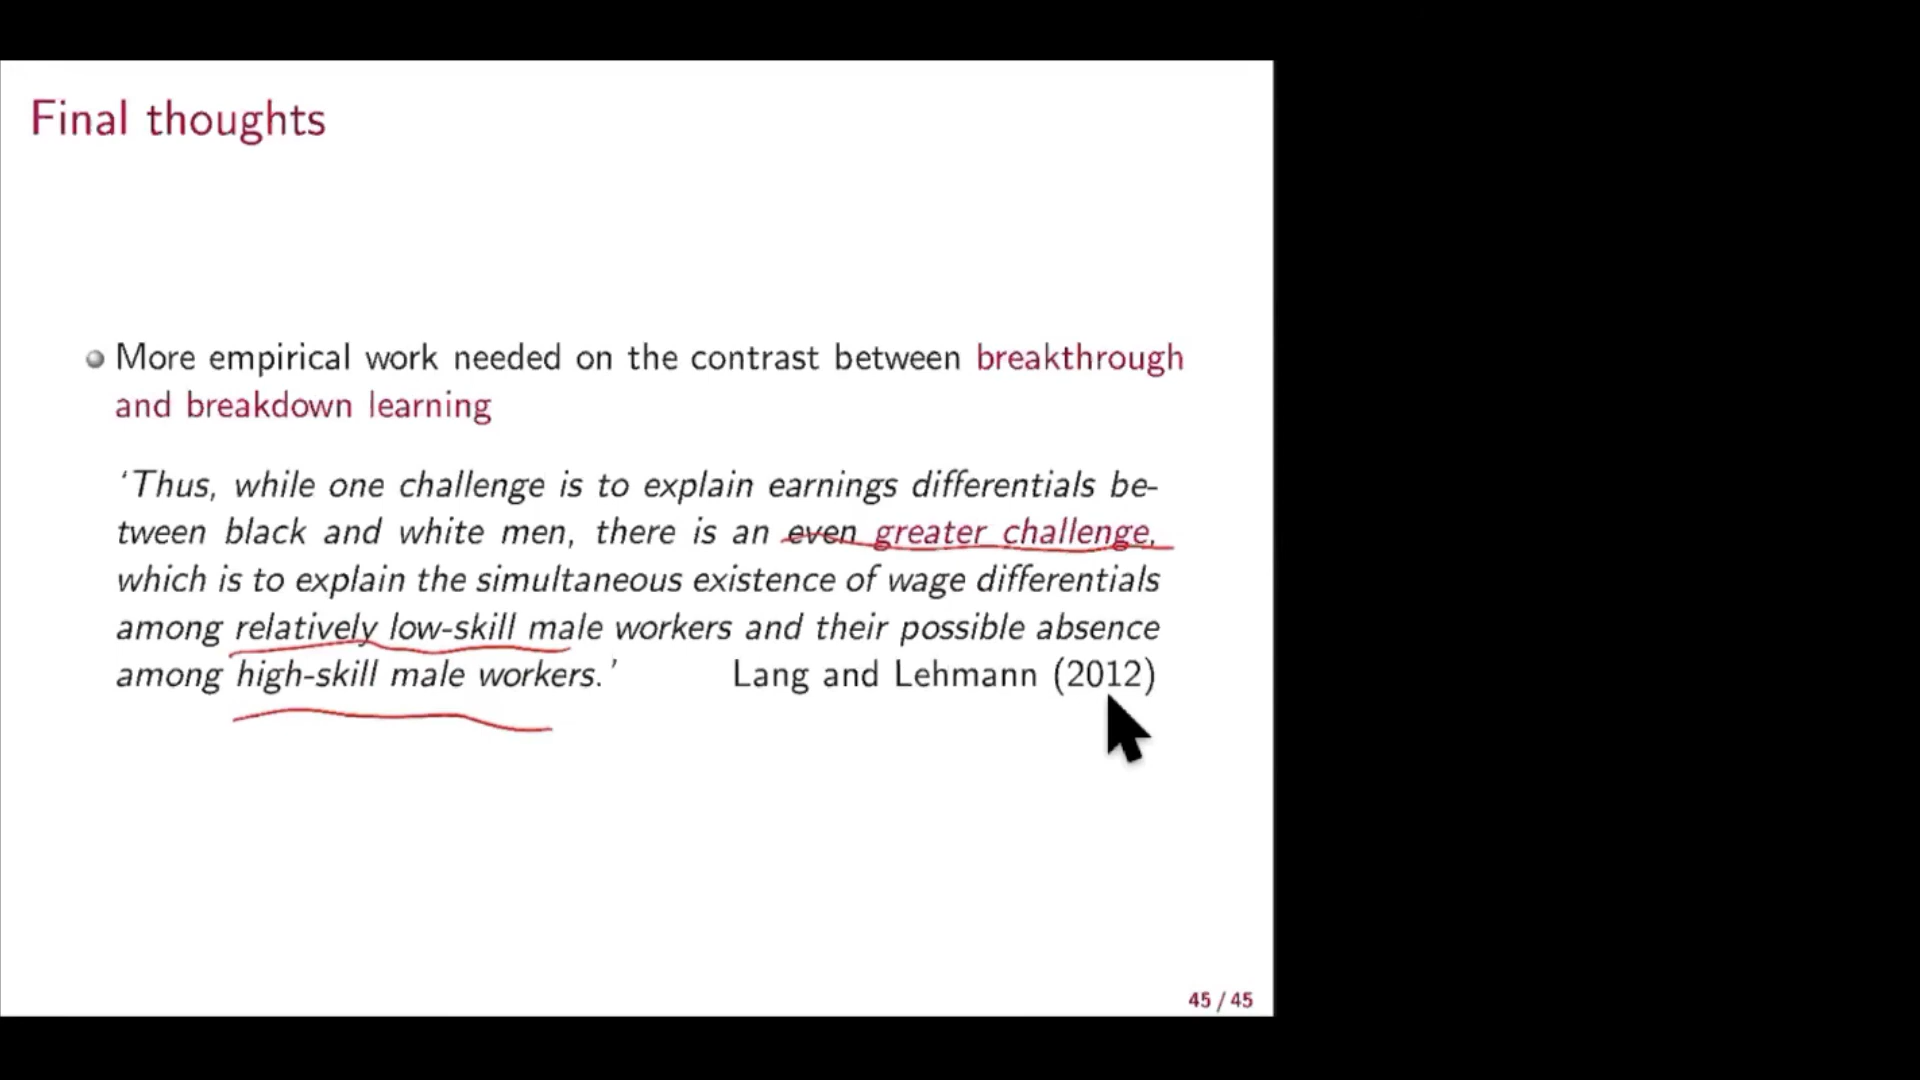 Final thoughts
More empirical work needed on the contrast between breakthrough
and breakdown learning
‘Thus, while one challenge is to explain earnings differentials be-
tween black and white men, there is an even greater challenge,
which is to explain the simultaneous existence of wage differentials
among relatively low-skill male workers and their possible absence
among high-skill male workers.’ Lang and Lehmann (2012)
45 / 45